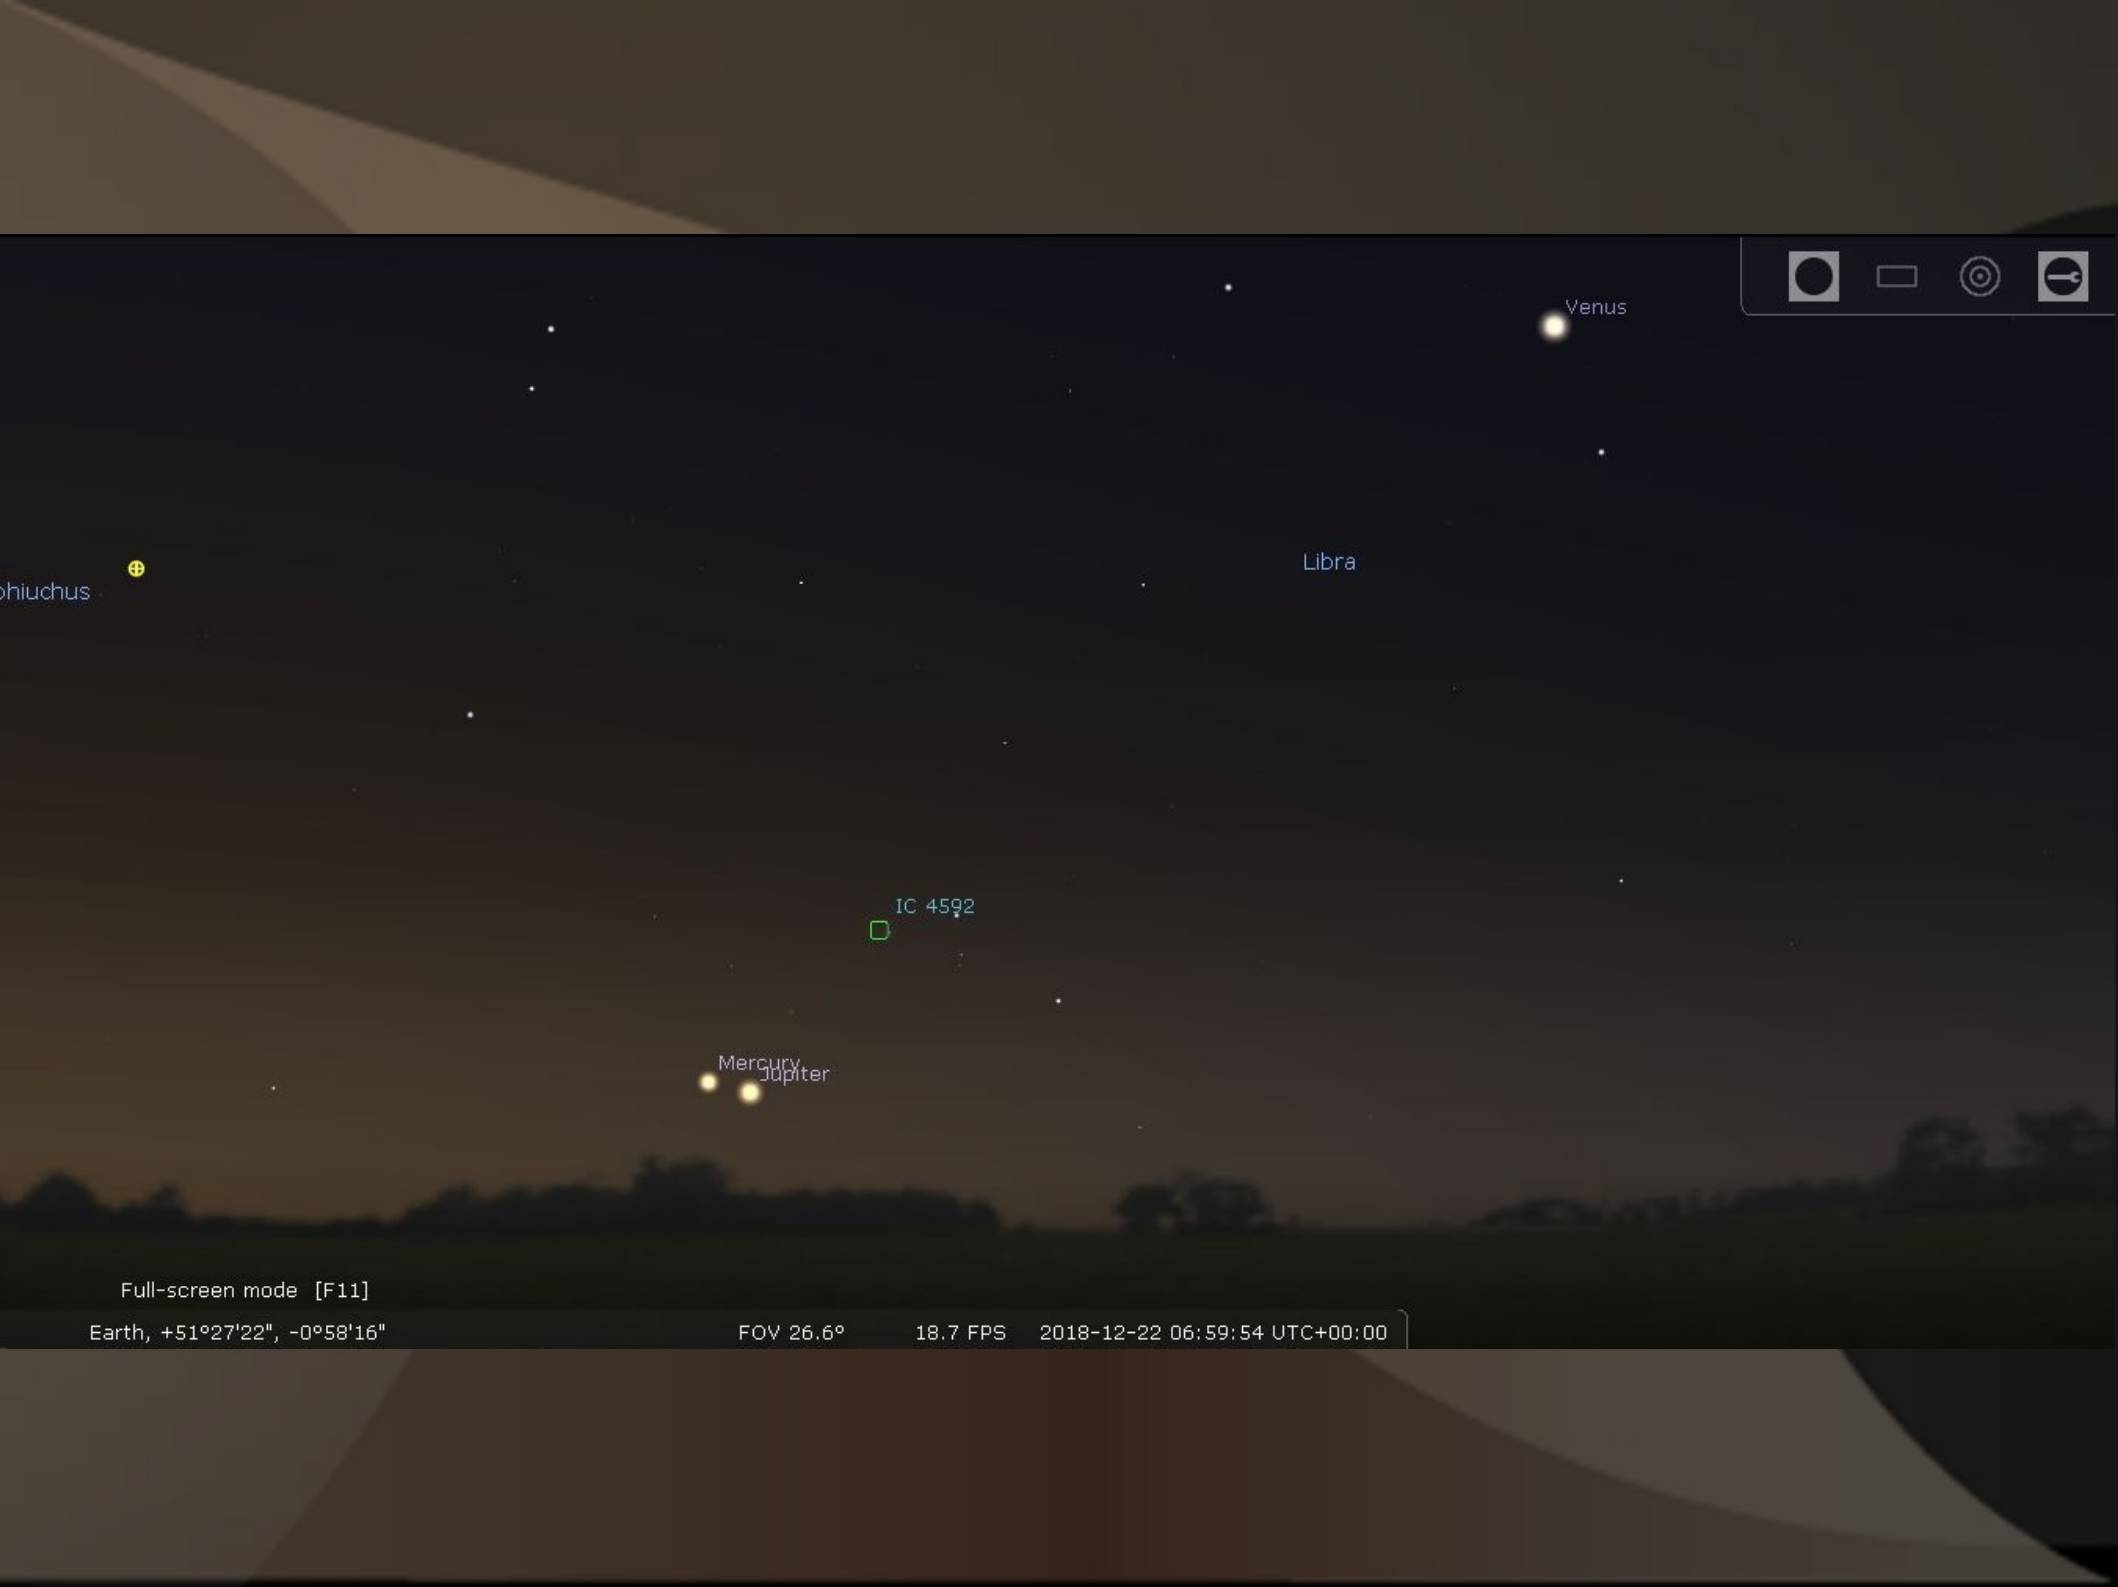 Venus
Libra
phiuchus
IC 4592
Mercury
Jupiter
Full-screen mode [F11]
Earth, +51°27'22", -0°58'16"
FOV 26.6°
18.7 FPS
2018-12-22 06:59:54 UTC+00:00